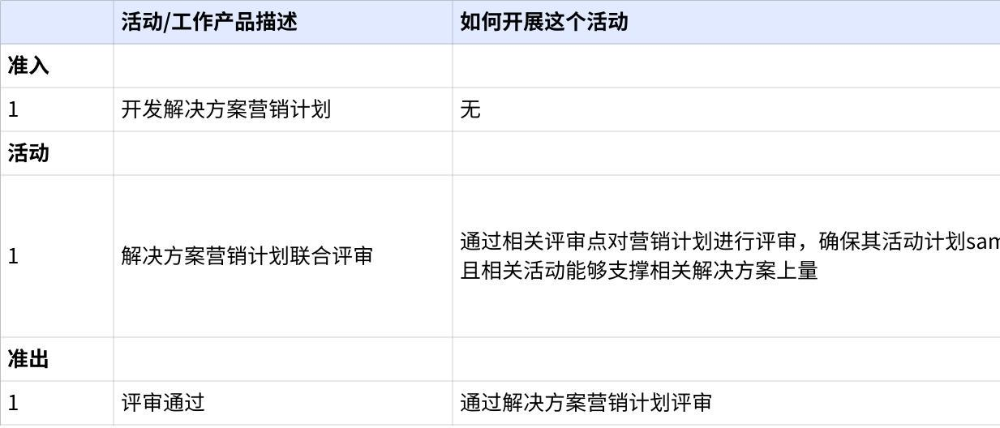 活动/工作产品描述 如何开展这个活动
准入
1 开发解决方案营销计划 无
活动
1 解决方案营销计划联合评审 通过相关评审点对营销计划进行评审，确保其活动计划sam
且相关活动能够支撑相关解决方案上量
准出
1 评审通过 通过解决方案营销计划评审